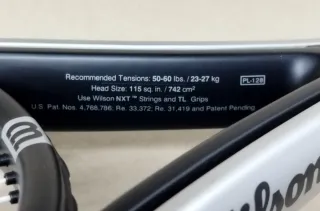 Recommended Tensions: 50-60 lbs. / 23-27 kg
Head Size: 115 sq. in. / 742 cm²
PL-128
Use Wilson NXT™ Strings and TL Grips
U.S. Pat. Nos. 4,768,786; Re. 33,372; Re. 31,419 and Patent Pending
Wilson